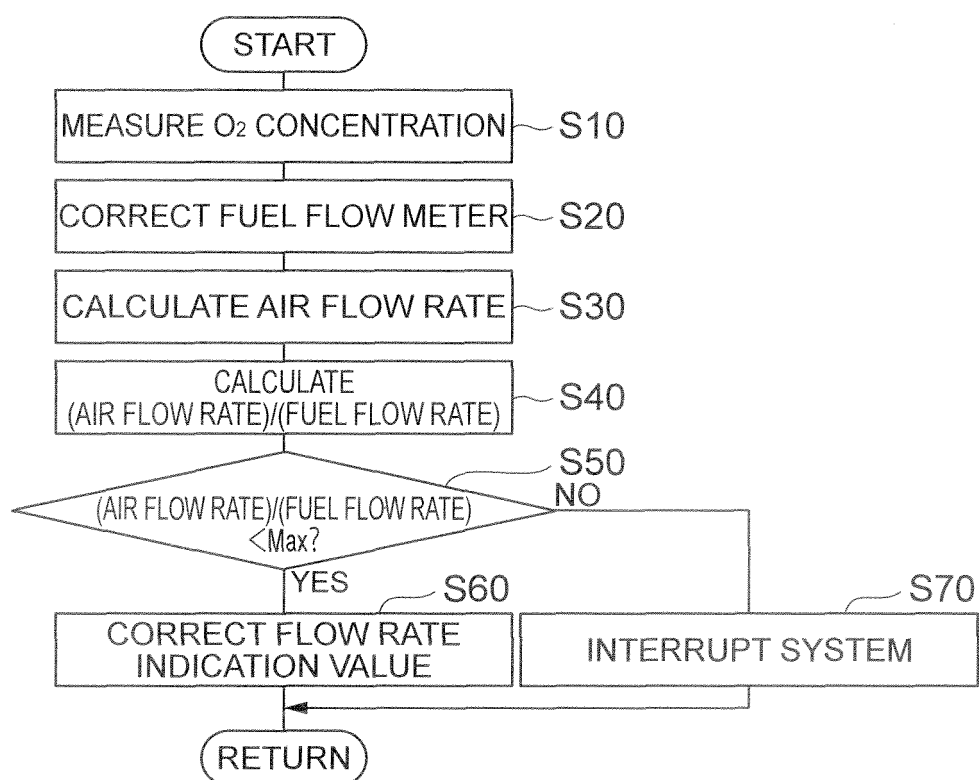 START
MEASURE O₂ CONCENTRATION
S10
CORRECT FUEL FLOW METER
S20
CALCULATE AIR FLOW RATE
S30
CALCULATE
(AIR FLOW RATE)/(FUEL FLOW RATE)
S40
S50
(AIR FLOW RATE)/(FUEL FLOW RATE)
<Max?
NO
YES
S60
CORRECT FLOW RATE
INDICATION VALUE
S70
INTERRUPT SYSTEM
RETURN